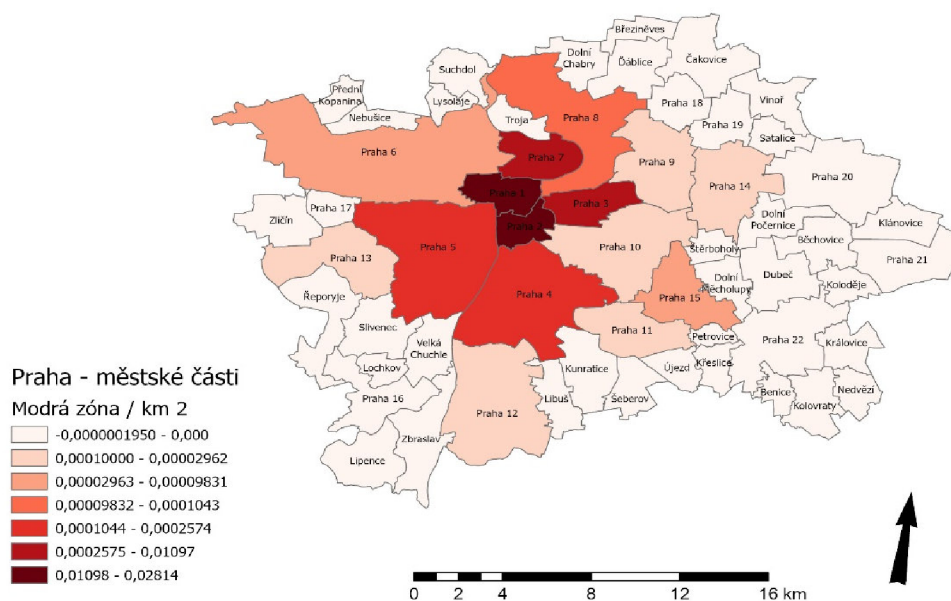 Březiněves
Dolní
Chabry
Ďáblice
Čakovice
Suchdol
Přední
Kopanina
Lysolaje
Nebušice
Praha 8
Praha 18
Vinoř
Troja
Praha 19
Satalice
Praha 6
Praha 7
Praha 9
Praha 14
Praha 20
Praha 1
Praha 3
Praha 17
Zličín
Praha 2
Dolní
Počernice
Klánovice
Praha 5
Praha 10
Štěrboholy
Běchovice
Praha 13
Praha 21
Dolní
Měcholupy
Dubeč
Koloděje
Řeporyje
Praha 4
Praha 15
Slivenec
Velká
Chuchle
Praha 11
Petrovice
Praha 22
Královice
Lochkov
Kunratice
Újezd
Křeslice
Praha 16
Libuš
Šeberov
Benice
Nedvězí
Kolovraty
Praha 12
Zbraslav
Lipence
Praha - městské části
Modrá zóna / km 2
-0,0000001950 - 0,000
0,00010000 - 0,00002962
0,00002963 - 0,00009831
0,00009832 - 0,0001043
0,0001044 - 0,0002574
0,0002575 - 0,01097
0,01098 - 0,02814
0 2 4 8 12 16 km